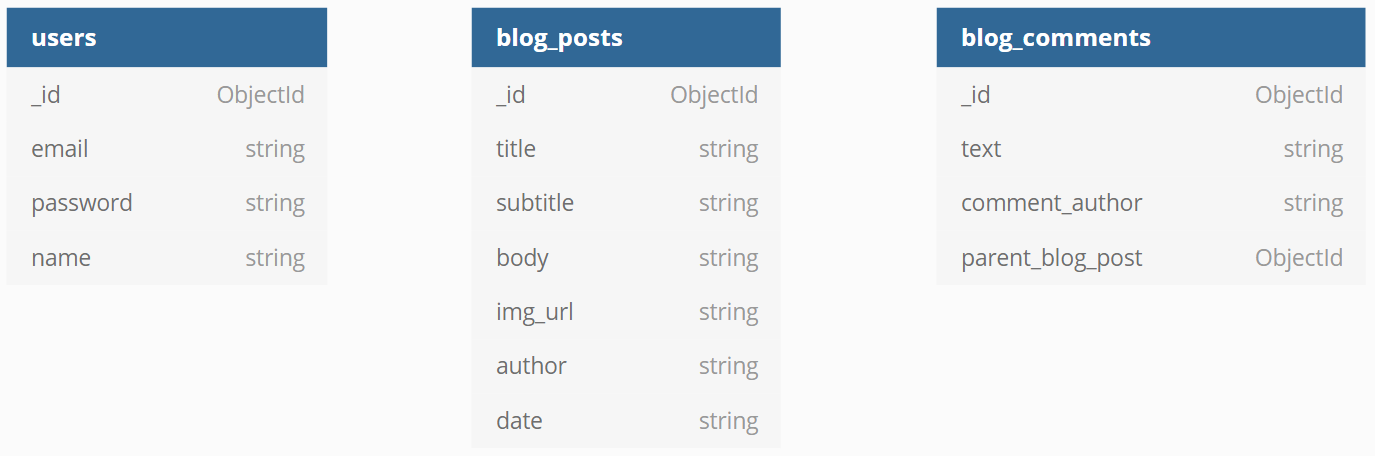 users
_id ObjectId
email string
password string
name string
blog_posts
_id ObjectId
title string
subtitle string
body string
img_url string
author string
date string
blog_comments
_id ObjectId
text string
comment_author string
parent_blog_post ObjectId